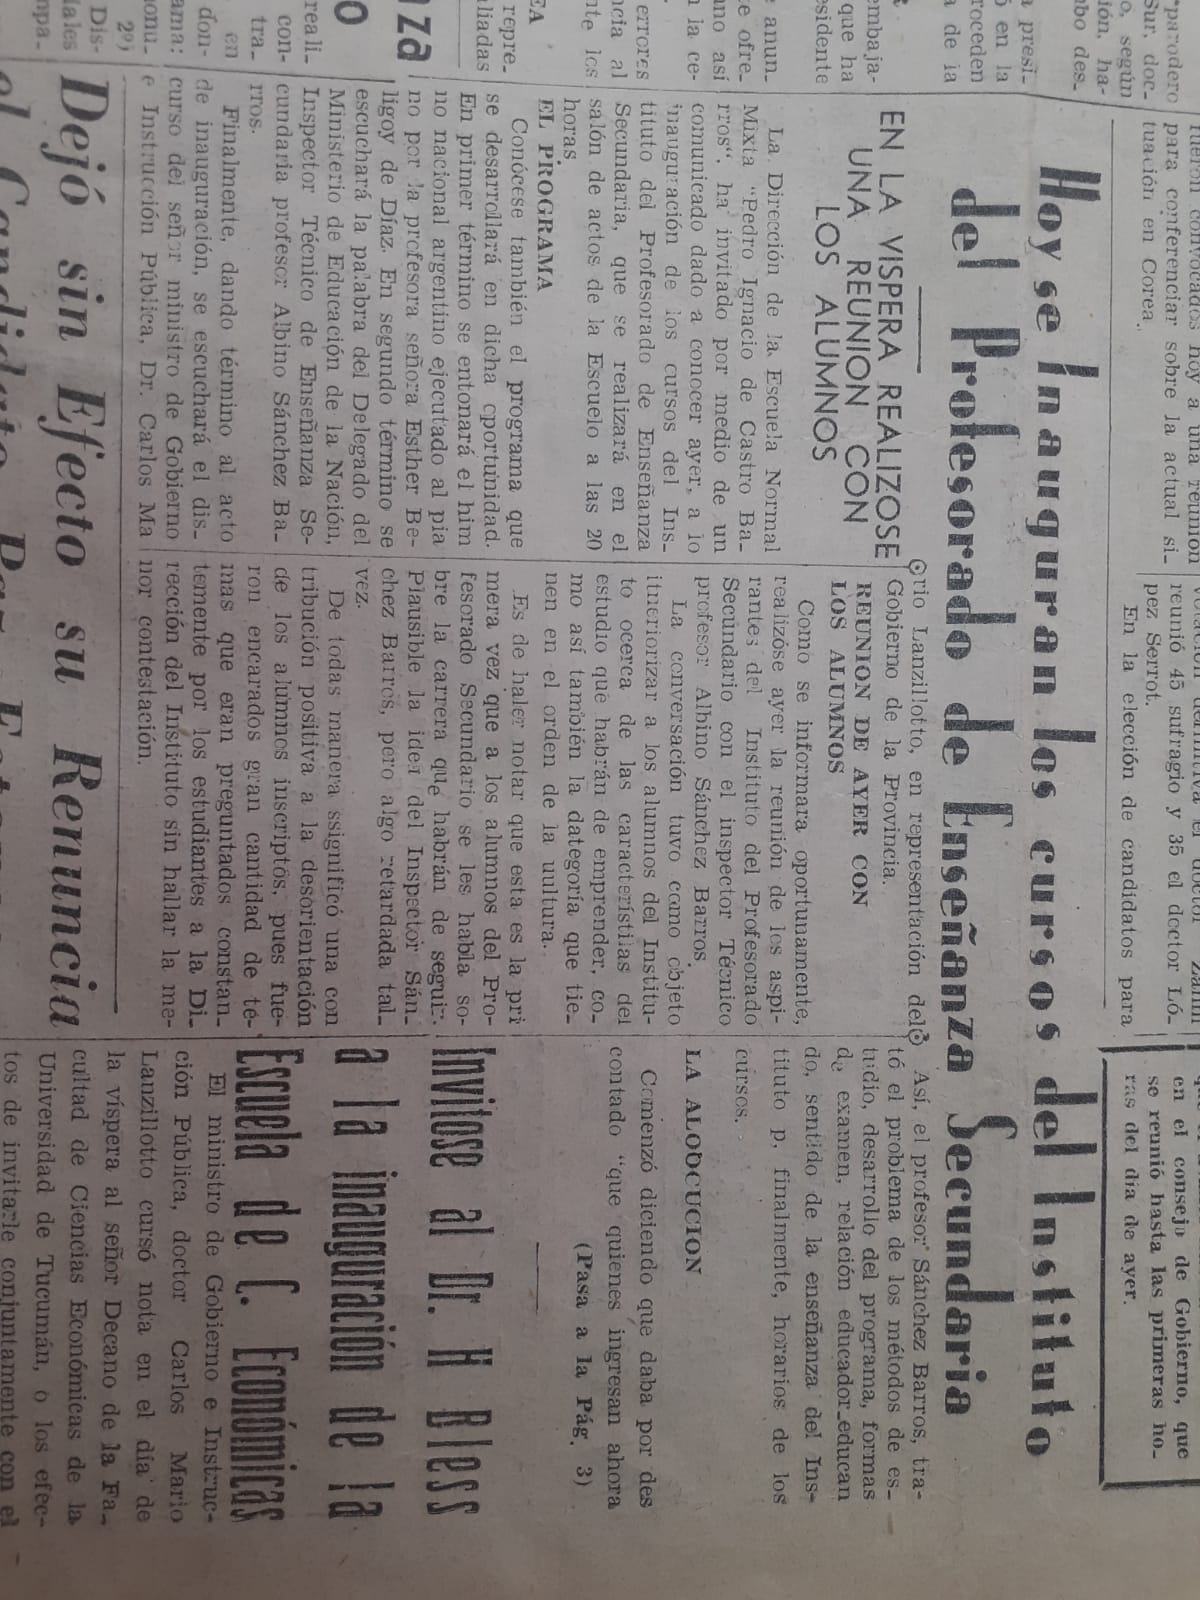 Hoy se inauguran los cursos del Instituto
del Profesorado de Enseñanza Secundaria
EN LA VISPERA REALIZOSE
UNA REUNION CON
LOS ALUMNOS
La Dirección de la Escuela Normal
Mixta "Pedro Ignacio de Castro Ba-
rros", ha invitado por medio de un
comunicado dado a conocer ayer, a lo
inauguración de los cursos del Ins-
tituto del Profesorado de Enseñanza
Secundaria, que se realizará en el
salón de actos de la Escuelo a las 20
horas
EL PROGRAMA
Conócese también el programa que
se desarrollará en dicha oportunidad.
En primer término se entonará el him
no nacional argentino ejecutado al pia
no por la profesora señora Esther Be-
ligoy de Díaz. En segundo término se
escuchará la palabra del Delegado del
Ministerio de Educación de la Nación,
Inspector Técnico de Enseñanza Se-
cundaria profesor Albino Sánchez Ba-
rros.
Finalmente, dando término al acto
de inauguración, se escuchará el dis-
curso del señor ministro de Gobierno
e Instrucción Pública, Dr. Carlos Ma
rio Lanzillotto, en representación del
Gobierno de la Provincia.
REUNION DE AYER CON
LOS ALUMNOS
Como se informara oportunamente,
realizóse ayer la reunión de los aspi-
rantes del Instituto del Profesorado
Secundario con el inspector Técnico
profesor Albino Sánchez Barros.
La conversación tuvo como objeto
itneriorizar a los alumnos del Institu-
to ocerca de las característilas del
estudio que habrán de emprender, co-
mo así también la dategoría que tie-
nen en el orden de la uultura.
Es de haler notar que esta es la pri
mera vez que a los alumnos del Pro-
fesorado Secundario se les habla so-
bre la carrera que habrán de seguir.
Plausible la idea del Inspector Sán-
chez Barros, pero algo retardada tal-
vez.
De todas manera ssignificó una con
tribución positiva a la desorientación
de los alumnos inscriptos, pues fue-
ron encarados gran cantidad de té-
mas que eran preguntados constan-
temente por los estudiantes a la Di-
rección del Instituto sin hallar la me-
nor contestación.
Así, el profesor Sánchez Barros, tra-
tó el problema de los métodos de es-
tudio, desarrollo del programa, formas
de examen, relación educador-educan
do, sentido de la enseñanza del Ins-
tituto p. finalmente, horarios de los
cursos.
LA ALOOCUCION
Comenzó diciendo que daba por des
contado "que quienes ingresan ahora
(Pasa a la Pág. 3)
Invitose al Dr. H Bless
a la inauguración de la
Escuela de C. Económicas
El ministro de Gobierno e Instruc-
ción Pública, doctor Carlos Mario
Lanzillotto cursó nota en el día de
la víspera al señor Decano de la Fa-
cultad de Ciencias Económicas de la
Universidad de Tucumán, o los efec-
tos de invitarle conjuntamente con el
Dejó sin Efecto su Renuncia
el Candidato
para conferenciar sobre la actual si-
tuación en Corea.
reunió 45 sufragio y 35 el doctor Ló-
pez Serrot.
En la elección de candidatos para
en el consejo de Gobierno, que
se reunió hasta las primeras ho-
ras del día de ayer.